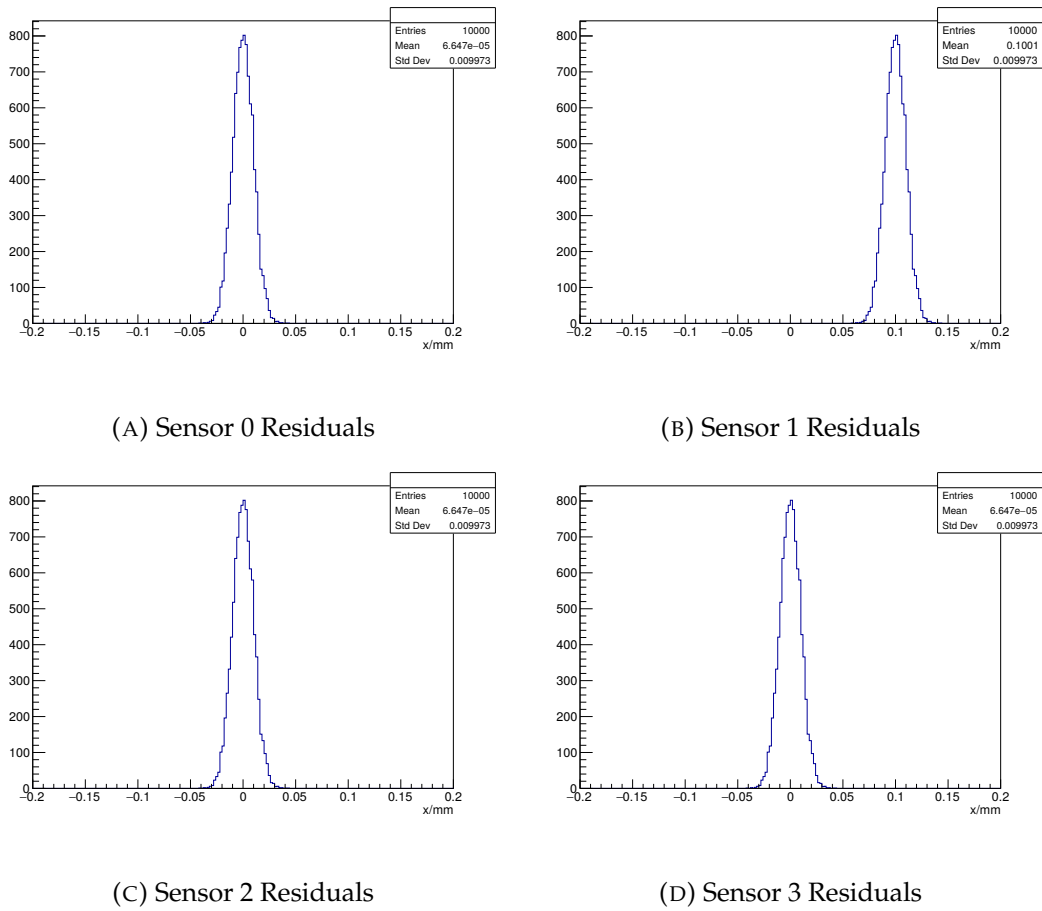 Entries 10000
Mean 6.647e−05
Std Dev 0.009973
800
700
600
500
400
300
200
100
0
−0.2 −0.15 −0.1 −0.05 0 0.05 0.1 0.15 0.2
x/mm
(A) Sensor 0 Residuals
Entries 10000
Mean 0.1001
Std Dev 0.009973
800
700
600
500
400
300
200
100
0
−0.2 −0.15 −0.1 −0.05 0 0.05 0.1 0.15 0.2
x/mm
(B) Sensor 1 Residuals
Entries 10000
Mean 6.647e−05
Std Dev 0.009973
800
700
600
500
400
300
200
100
0
−0.2 −0.15 −0.1 −0.05 0 0.05 0.1 0.15 0.2
x/mm
(C) Sensor 2 Residuals
Entries 10000
Mean 6.647e−05
Std Dev 0.009973
800
700
600
500
400
300
200
100
0
−0.2 −0.15 −0.1 −0.05 0 0.05 0.1 0.15 0.2
x/mm
(D) Sensor 3 Residuals